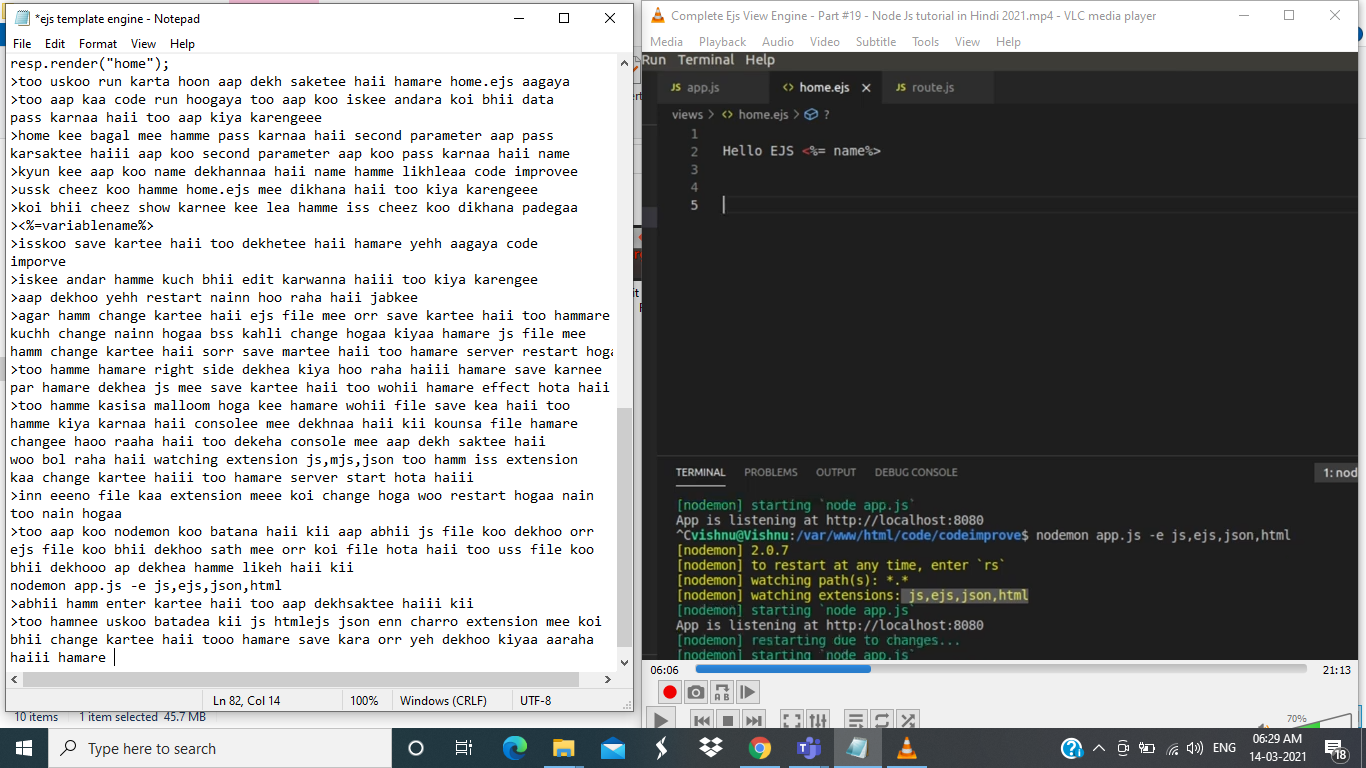 *ejs template engine - Notepad
File Edit Format View Help
resp.render("home");
>too uskoo run karta hoon aap dekh saketee haii hamare home.ejs aagaya
>too aap kaa code run hoogaya too aap koo iskee andara koi bhii data
pass karnaa haii too aap kiya karengeee
>home kee bagal mee hamme pass karnaa haii second parameter aap pass
karsaktee haiii aap koo second parameter aap koo pass karnaa haii name
>kyun kee aap koo name dekhannaa haii name hamme likhleaa code improvee
>ussk cheez koo hamme home.ejs mee dikhana haii too kiya karengeee
>koi bhii cheez show karnee kee lea hamme iss cheez koo dikhana padegaa
><%=variablename%>
>isskoo save kartee haii too dekhetee haii hamare yehh aagaya code
imporve
>iskee andar hamme kuch bhii edit karwanna haiii too kiya karengee
>aap dekhoo yehh restart nainn hoo raha haii jabkee
>agar hamm change kartee haii ejs file mee orr save kartee haii too hammare
kuchh change nainn hogaa bss kahli change hogaa kiyaa hamare js file mee
hamm change kartee haii sorr save martee haii too hamare server restart hoga
>too hamme hamare right side dekhea kiya hoo raha haiii hamare save karnee
par hamare dekhea js mee save kartee haii too wohii hamare effect hota haii
>too hamme kasisa malloom hoga kee hamare wohii file save kea haii too
hamme kiya karnaa haii consolee mee dekhnaa haii kii kounsa file hamare
changee haoo raaha haii too dekeha console mee aap dekh saktee haii
woo bol raha haii watching extension js,mjs,json too hamm iss extension
kaa change kartee haiii too hamare server start hota haiii
>inn eeeno file kaa extension meee koi change hoga woo restart hogaa nain
too nain hogaa
>too aap koo nodemon koo batana haii kii aap abhii js file koo dekhoo orr
ejs file koo bhii dekhoo sath mee orr koi file hota haii too uss file koo
bhii dekhooo ap dekhea hamme likeh haii kii
nodemon app.js -e js,ejs,json,html
>abhii hamm enter kartee haii too aap dekhsaktee haiii kii
>too hamnee uskoo batadea kii js htmlejs json enn charro extension mee koi
bhii change kartee haii tooo hamare save kara orr yeh dekhoo kiyaa aaraha
haiii hamare
Ln 82, Col 14 100% Windows (CRLF) UTF-8
10 items 1 item selected 45.7 MB
Complete Ejs View Engine - Part #19 - Node Js tutorial in Hindi 2021.mp4 - VLC media player
Media Playback Audio Video Subtitle Tools View Help
Run Terminal Help
JS app.js <> home.ejs JS route.js
views > <> home.ejs > ?
1
2 Hello EJS <%= name%>
3
4
5
TERMINAL PROBLEMS OUTPUT DEBUG CONSOLE 1: nod
[nodemon] starting `node app.js`
App is listening at http://localhost:8080
^Cvishnu@Vishnu:/var/www/html/code/codeimprove$ nodemon app.js -e js,ejs,json,html
[nodemon] 2.0.7
[nodemon] to restart at any time, enter `rs`
[nodemon] watching path(s): *.*
[nodemon] watching extensions: js,ejs,json,html
[nodemon] starting `node app.js`
App is listening at http://localhost:8080
[nodemon] restarting due to changes...
[nodemon] starting `node app.js`
06:06 21:13
70%
Type here to search
ENG
06:29 AM
14-03-2021
18